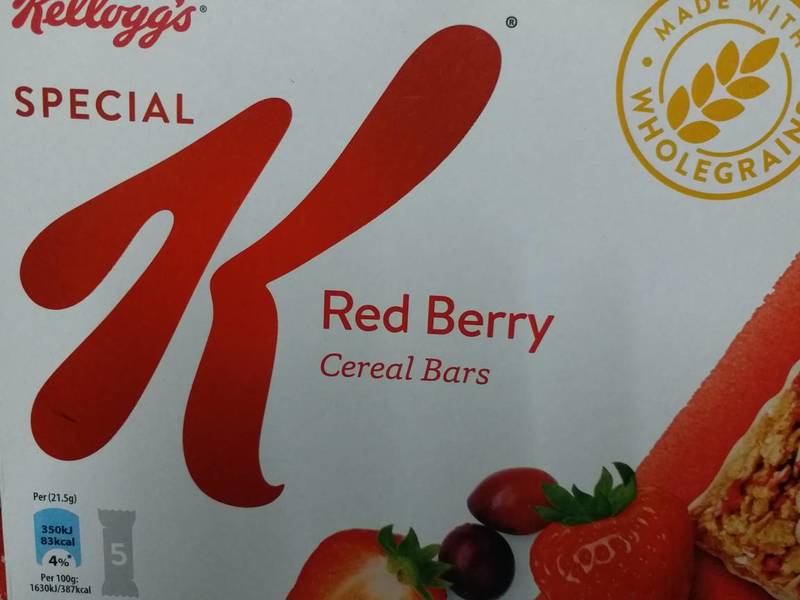 Kellogg's®
SPECIAL
K®
MADE WITH
WHOLEGRAIN
Red Berry
Cereal Bars
Per (21.5g)
350kJ
83kcal
4%*
5
Per 100g:
1630kJ/387kcal